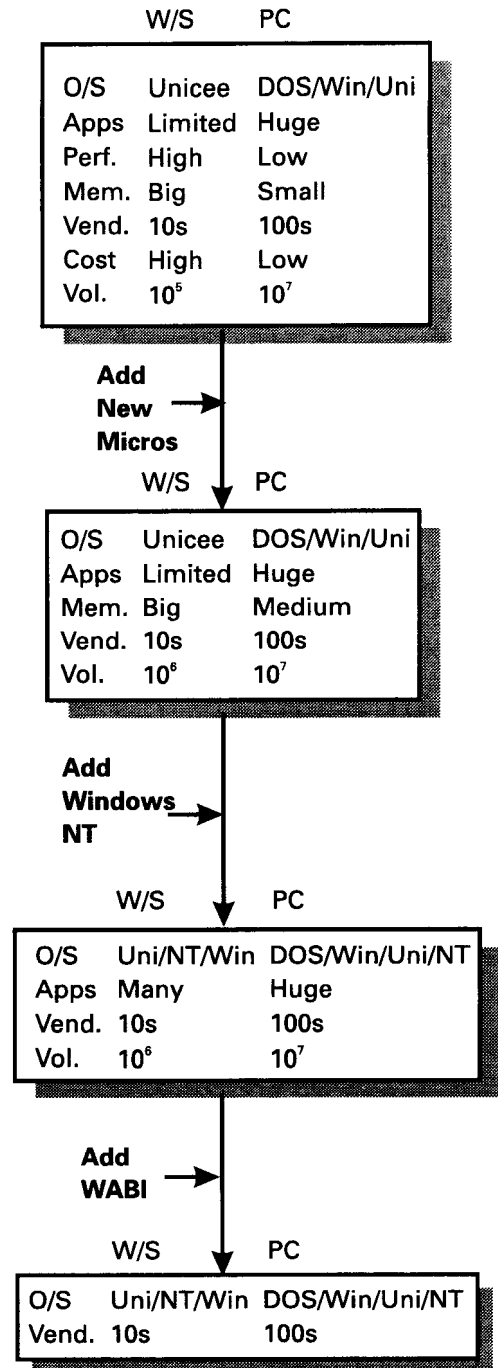 W/S PC
O/S Unicee DOS/Win/Uni
Apps Limited Huge
Perf. High Low
Mem. Big Small
Vend. 10s 100s
Cost High Low
Vol. 10⁵ 10⁷
Add
New
Micros
W/S PC
O/S Unicee DOS/Win/Uni
Apps Limited Huge
Mem. Big Medium
Vend. 10s 100s
Vol. 10⁶ 10⁷
Add
Windows
NT
W/S PC
O/S Uni/NT/Win DOS/Win/Uni/NT
Apps Many Huge
Vend. 10s 100s
Vol. 10⁶ 10⁷
Add
WABI
W/S PC
O/S Uni/NT/Win DOS/Win/Uni/NT
Vend. 10s 100s